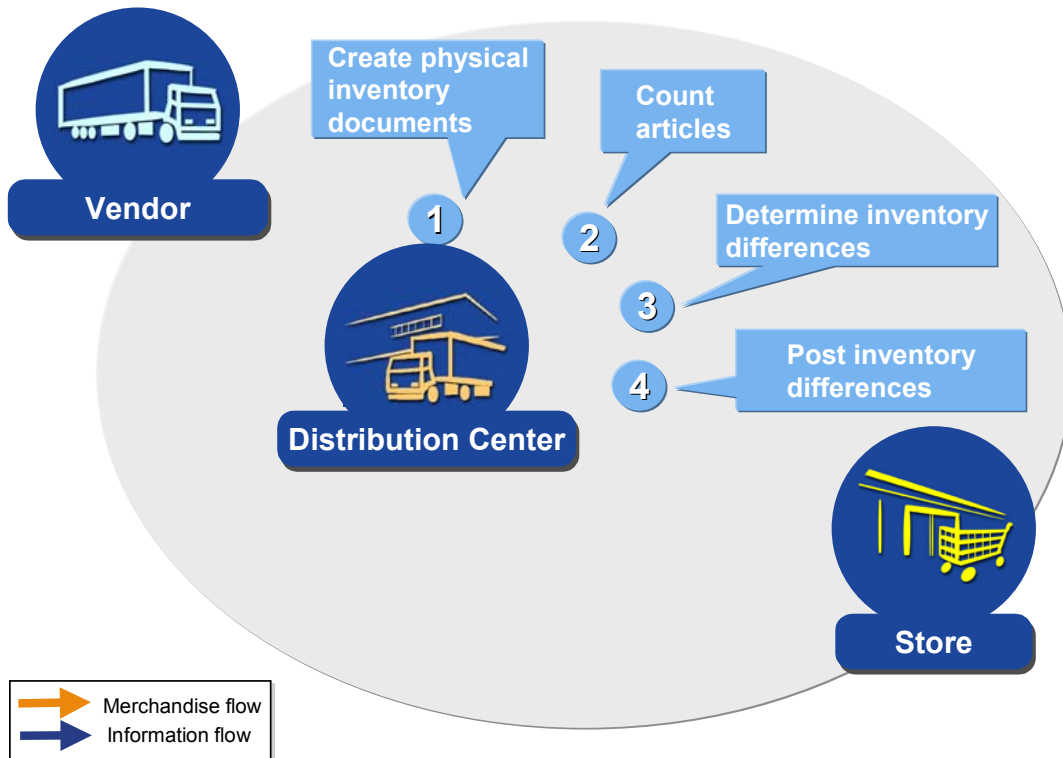 Create physical
inventory
documents
Count
articles
Vendor
1
2
Determine inventory
differences
3
Post inventory
differences
4
Distribution Center
Store
Merchandise flow
Information flow